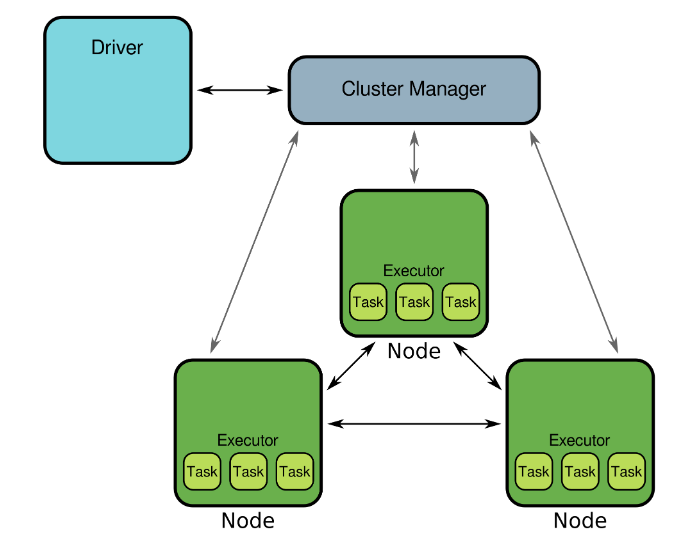 Driver
Cluster Manager
Executor
Task Task Task
Node
Executor
Task Task Task
Node
Executor
Task Task Task
Node